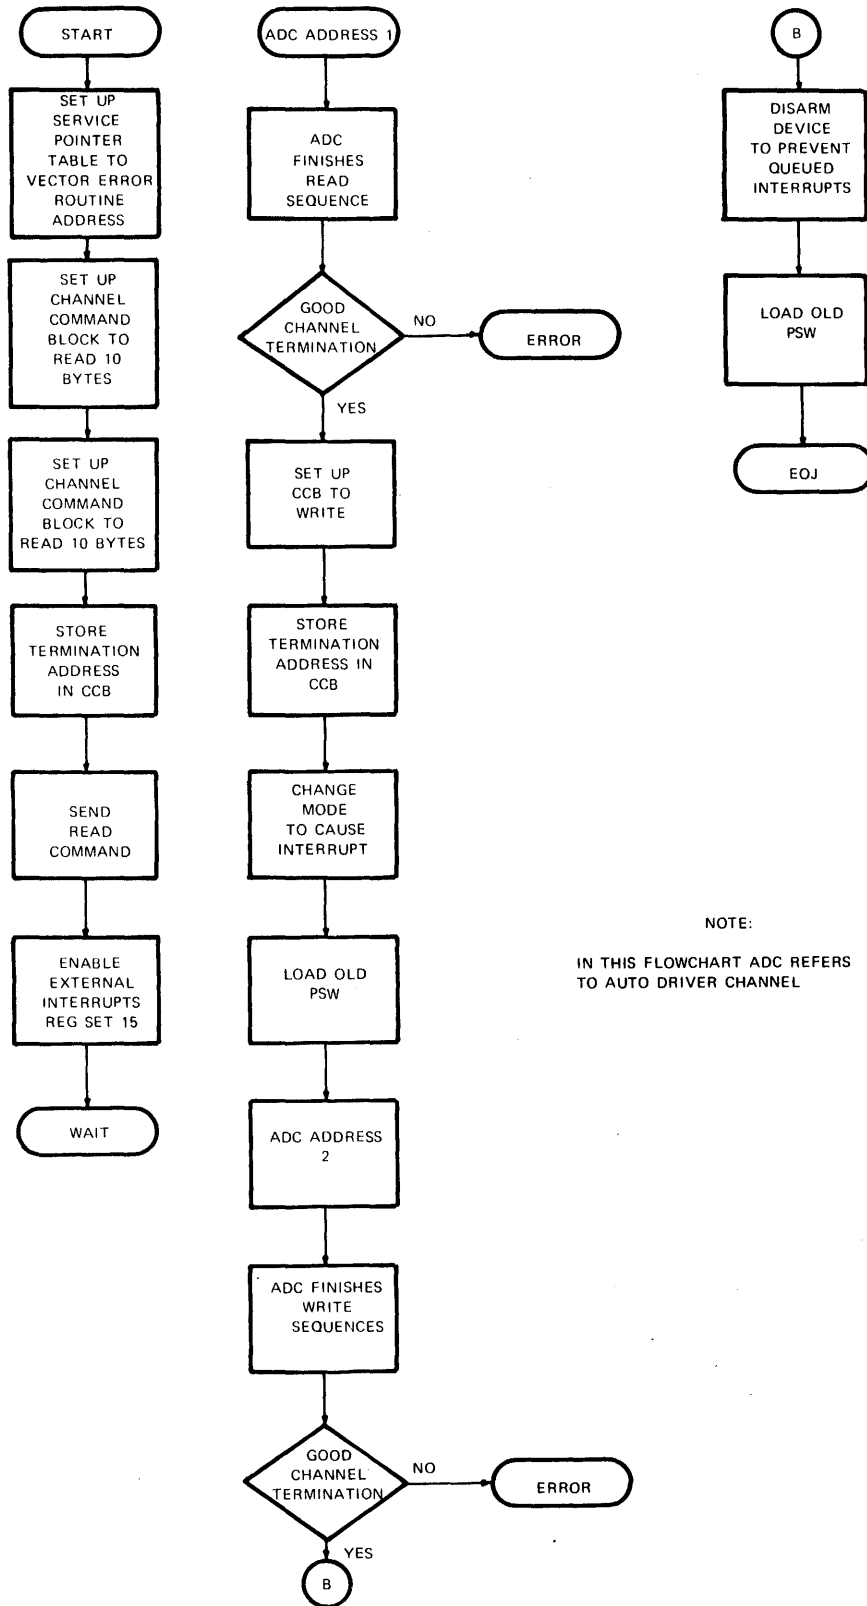 START
SET UP
SERVICE
POINTER
TABLE TO
VECTOR ERROR
ROUTINE
ADDRESS
SET UP
CHANNEL
COMMAND
BLOCK TO
READ 10
BYTES
SET UP
CHANNEL
COMMAND
BLOCK TO
READ 10 BYTES
STORE
TERMINATION
ADDRESS
IN CCB
SEND
READ
COMMAND
ENABLE
EXTERNAL
INTERRUPTS
REG SET 15
WAIT
ADC ADDRESS 1
ADC
FINISHES
READ
SEQUENCE
GOOD
CHANNEL
TERMINATION
NO
ERROR
YES
SET UP
CCB TO
WRITE
STORE
TERMINATION
ADDRESS IN
CCB
CHANGE
MODE
TO CAUSE
INTERRUPT
LOAD OLD
PSW
ADC ADDRESS
2
ADC FINISHES
WRITE
SEQUENCES
GOOD
CHANNEL
TERMINATION
NO
ERROR
YES
B
B
DISARM
DEVICE
TO PREVENT
QUEUED
INTERRUPTS
LOAD OLD
PSW
EOJ
NOTE:
IN THIS FLOWCHART ADC REFERS
TO AUTO DRIVER CHANNEL